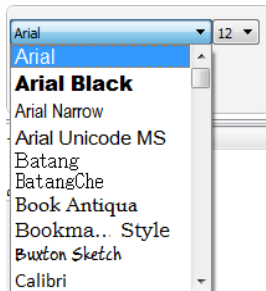 Arial 12
Arial
Arial Black
Arial Narrow
Arial Unicode MS
Batang
BatangChe
Book Antiqua
Bookma... Style
Buxton Sketch
Calibri